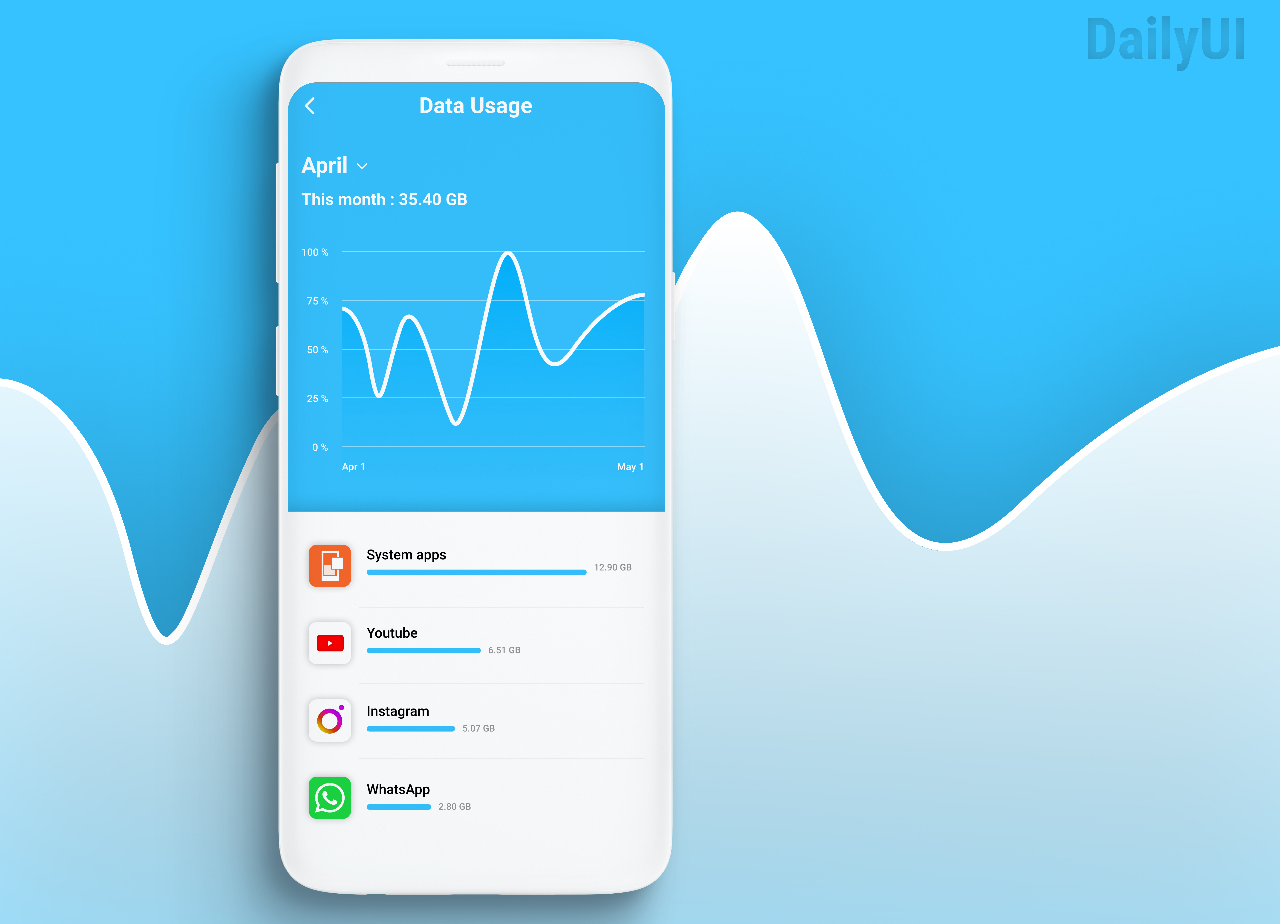 DailyUI
Data Usage
April
This month : 35.40 GB
100 %
75 %
50 %
25 %
0 %
Apr 1
May 1
System apps
12.90 GB
Youtube
6.51 GB
Instagram
5.07 GB
WhatsApp
2.80 GB